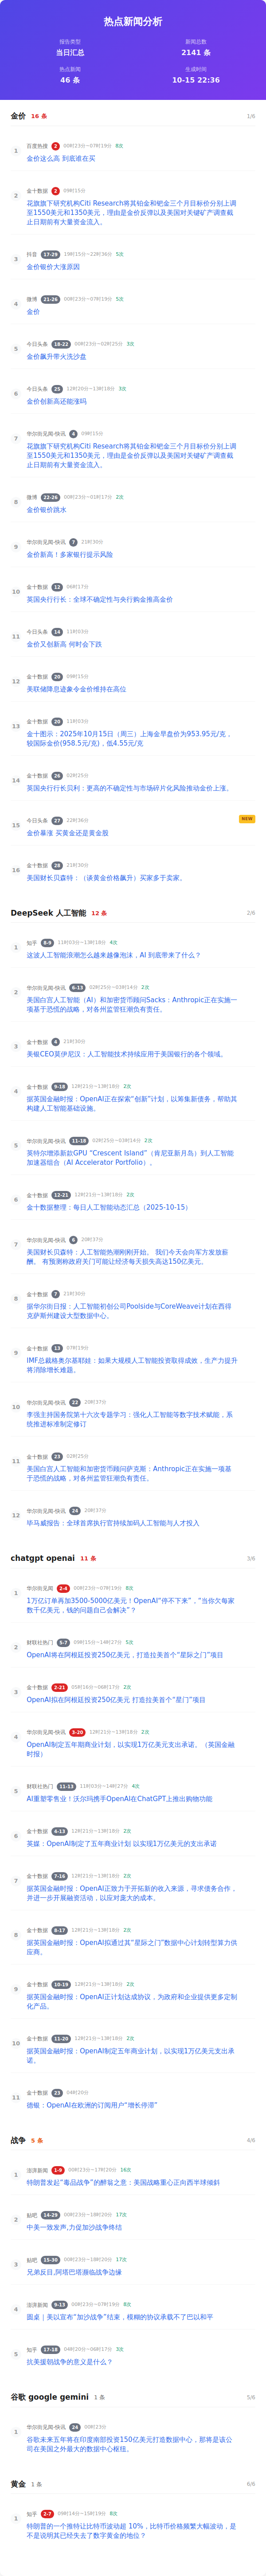 热点新闻分析
报告类型
当日汇总
新闻总数
2141 条
热点新闻
46 条
生成时间
10-15 22:36
金价 16 条 1/6
1
百度热搜 2 00时23分~07时19分 8次
金价这么高 到底谁在买
2
金十数据 2 09时15分
花旗旗下研究机构Citi Research将其铂金和钯金三个月目标价分别上调
至1550美元和1350美元，理由是金价反弹以及美国对关键矿产调查截
止日期前有大量资金流入。
3
抖音 17-29 19时15分~22时36分 5次
金价银价大涨原因
4
微博 21-26 00时23分~07时19分 5次
金价
5
今日头条 18-22 00时23分~02时25分 3次
金价飙升带火洗沙盘
6
今日头条 25 12时20分~13时18分 3次
金价创新高还能涨吗
7
华尔街见闻-快讯 4 09时15分
花旗旗下研究机构Citi Research将其铂金和钯金三个月目标价分别上调
至1550美元和1350美元，理由是金价反弹以及美国对关键矿产调查截
止日期前有大量资金流入。
8
微博 22-26 00时23分~01时17分 2次
金价银价跳水
9
华尔街见闻-快讯 7 21时30分
金价新高！多家银行提示风险
10
金十数据 12 06时17分
英国央行行长：全球不确定性与央行购金推高金价
11
今日头条 14 11时03分
金价又创新高 何时会下跌
12
金十数据 20 09时15分
美联储降息迹象令金价维持在高位
13
金十数据 20 11时03分
金十图示：2025年10月15日（周三）上海金早盘价为953.95元/克，
较国际金价(958.5元/克)，低4.55元/克
14
金十数据 26 02时25分
英国央行行长贝利：更高的不确定性与市场碎片化风险推动金价上涨。
15
今日头条 27 22时36分 NEW
金价暴涨 买黄金还是黄金股
16
金十数据 28 21时30分
美国财长贝森特：（谈黄金价格飙升）买家多于卖家。
DeepSeek 人工智能 12 条 2/6
1
知乎 8-9 11时03分~13时18分 4次
这波人工智能浪潮怎么越来越像泡沫，AI 到底带来了什么？
2
华尔街见闻-快讯 6-13 02时25分~03时14分 2次
美国白宫人工智能（AI）和加密货币顾问Sacks：Anthropic正在实施一
项基于恐慌的战略，对各州监管狂潮负有责任。
3
金十数据 4 21时30分
美银CEO莫伊尼汉：人工智能技术持续应用于美国银行的各个领域。
4
金十数据 9-18 12时21分~13时18分 2次
据英国金融时报：OpenAI正在探索“创新”计划，以筹集新债务，帮助其
构建人工智能基础设施。
5
华尔街见闻-快讯 11-18 02时25分~03时14分 2次
英特尔增添新款GPU “Crescent Island”（肯尼亚新月岛）到人工智能
加速器组合（AI Accelerator Portfolio）。
6
金十数据 12-21 12时21分~13时18分 2次
金十数据整理：每日人工智能动态汇总（2025-10-15）
7
华尔街见闻-快讯 6 20时37分
美国财长贝森特：人工智能热潮刚刚开始。 我们今天会向军方发放薪
酬。 有预测称政府关门可能让经济每天损失高达150亿美元。
8
金十数据 7 21时30分
据华尔街日报：人工智能初创公司Poolside与CoreWeave计划在西得
克萨斯州建设大型数据中心。
9
金十数据 13 07时19分
IMF总裁格奥尔基耶娃：如果大规模人工智能投资取得成效，生产力提升
将消除增长难题。
10
华尔街见闻-快讯 22 20时37分
李强主持国务院第十六次专题学习：强化人工智能等数字技术赋能，系
统推进标准制定修订
11
金十数据 23 02时25分
美国白宫人工智能和加密货币顾问萨克斯：Anthropic正在实施一项基
于恐慌的战略，对各州监管狂潮负有责任。
12
华尔街见闻-快讯 24 20时37分
毕马威报告：全球首席执行官持续加码人工智能与人才投入
chatgpt openai 11 条 3/6
1
华尔街见闻 2-4 00时23分~07时19分 8次
1万亿订单再加3500-5000亿美元！OpenAI“停不下来”，“当你欠每家
数千亿美元，钱的问题自己会解决”？
2
财联社热门 5-7 09时15分~14时27分 5次
OpenAI将在阿根廷投资250亿美元，打造拉美首个“星际之门”项目
3
金十数据 2-21 05时16分~06时17分 2次
OpenAI拟在阿根廷投资250亿美元 打造拉美首个“星门”项目
4
华尔街见闻-快讯 3-20 12时21分~13时18分 2次
OpenAI制定五年期商业计划，以实现1万亿美元支出承诺。（英国金融
时报）
5
财联社热门 11-13 11时03分~14时27分 4次
AI重塑零售业！沃尔玛携手OpenAI在ChatGPT上推出购物功能
6
金十数据 4-13 12时21分~13时18分 2次
英媒：OpenAI制定了五年商业计划 以实现1万亿美元的支出承诺
7
金十数据 7-16 12时21分~13时18分 2次
据英国金融时报：OpenAI正致力于开拓新的收入来源，寻求债务合作，
并进一步开展融资活动，以应对庞大的成本。
8
金十数据 8-17 12时21分~13时18分 2次
据英国金融时报：OpenAI拟通过其“星际之门”数据中心计划转型算力供
应商。
9
金十数据 10-19 12时21分~13时18分 2次
据英国金融时报：OpenAI正计划达成协议，为政府和企业提供更多定制
化产品。
10
金十数据 11-20 12时21分~13时18分 2次
据英国金融时报：OpenAI制定五年商业计划，以实现1万亿美元支出承
诺。
11
金十数据 23 04时20分
德银：OpenAI在欧洲的订阅用户“增长停滞”
战争 5 条 4/6
1
澎湃新闻 1-9 00时23分~17时20分 16次
特朗普发起“毒品战争”的醉翁之意：美国战略重心正向西半球倾斜
2
贴吧 14-29 00时23分~18时20分 17次
中美一致发声,力促加沙战争终结
3
贴吧 15-30 00时23分~18时20分 17次
兄弟反目,阿塔巴塔濒临战争边缘
4
澎湃新闻 9-13 00时23分~07时19分 8次
圆桌｜美以宣布“加沙战争”结束，模糊的协议承载不了巴以和平
5
知乎 17-18 04时20分~06时17分 3次
抗美援朝战争的意义是什么？
谷歌 google gemini 1 条 5/6
1
华尔街见闻-快讯 24 00时23分
谷歌未来五年将在印度南部投资150亿美元打造数据中心，那将是该公
司在美国之外最大的数据中心枢纽。
黄金 1 条 6/6
1
知乎 2-7 09时14分~15时19分 8次
特朗普的一个推特让比特币波动超 10%，比特币价格频繁大幅波动，是
不是说明其已经失去了数字黄金的地位？